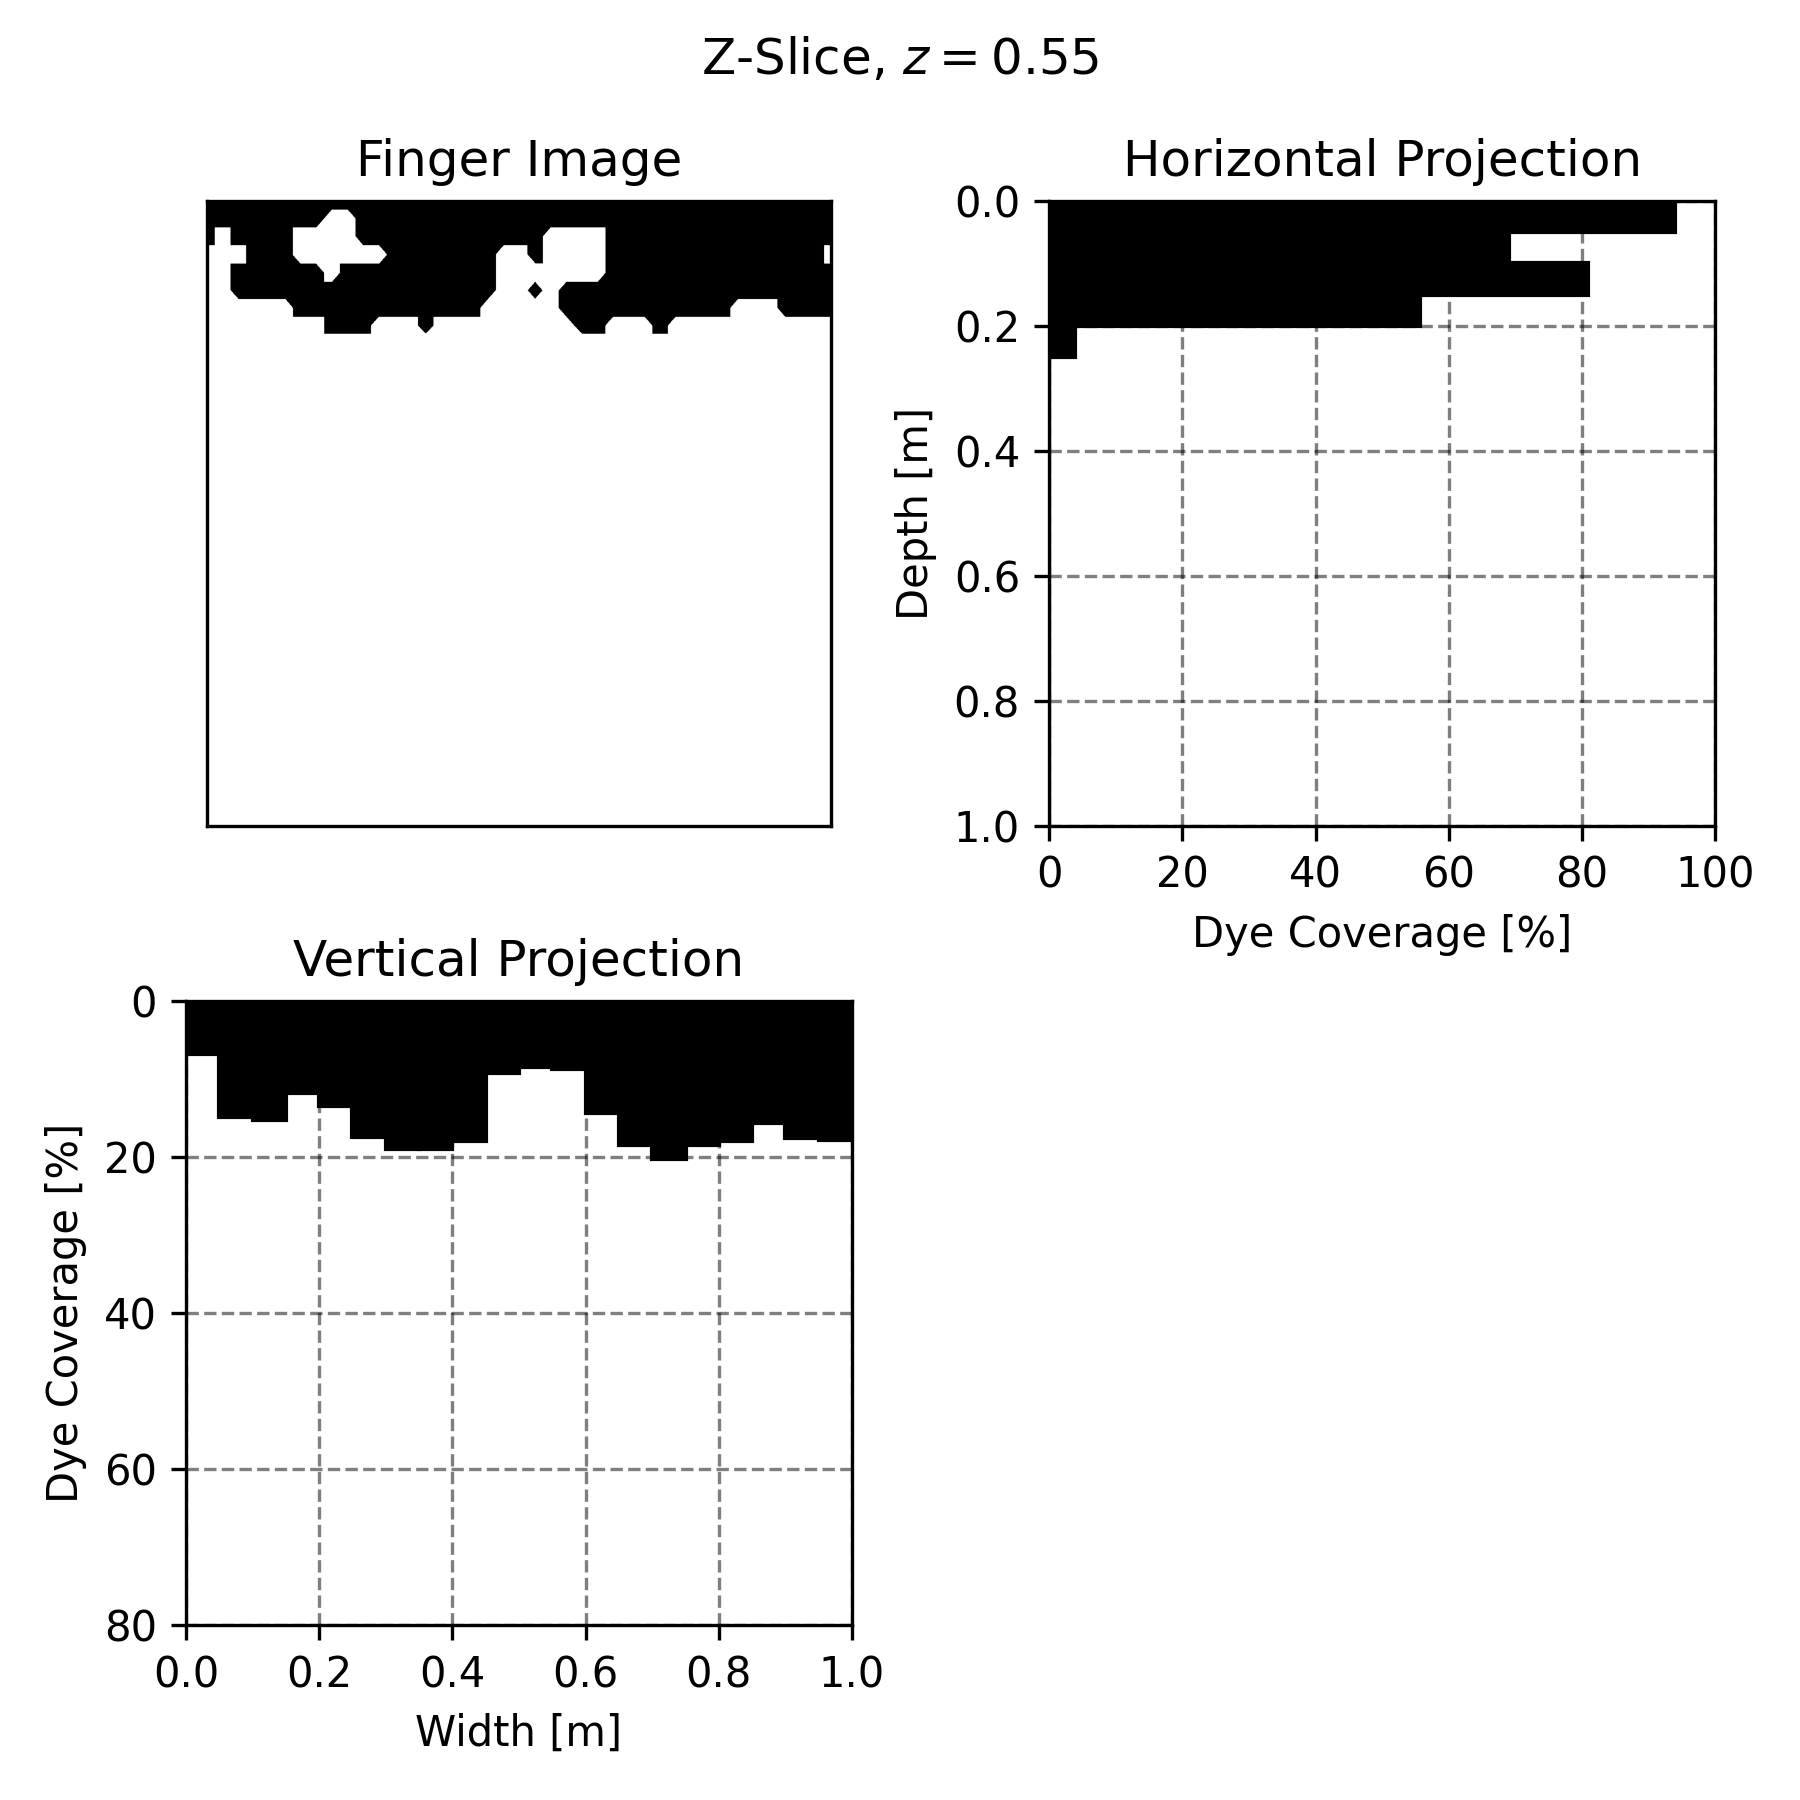 Z-Slice, z = 0.55
Finger Image
Horizontal Projection
0.0
0.2
0.4
0.6
0.8
1.0
Depth [m]
0 20 40 60 80 100
Dye Coverage [%]
Vertical Projection
0
20
40
60
80
Dye Coverage [%]
0.0 0.2 0.4 0.6 0.8 1.0
Width [m]